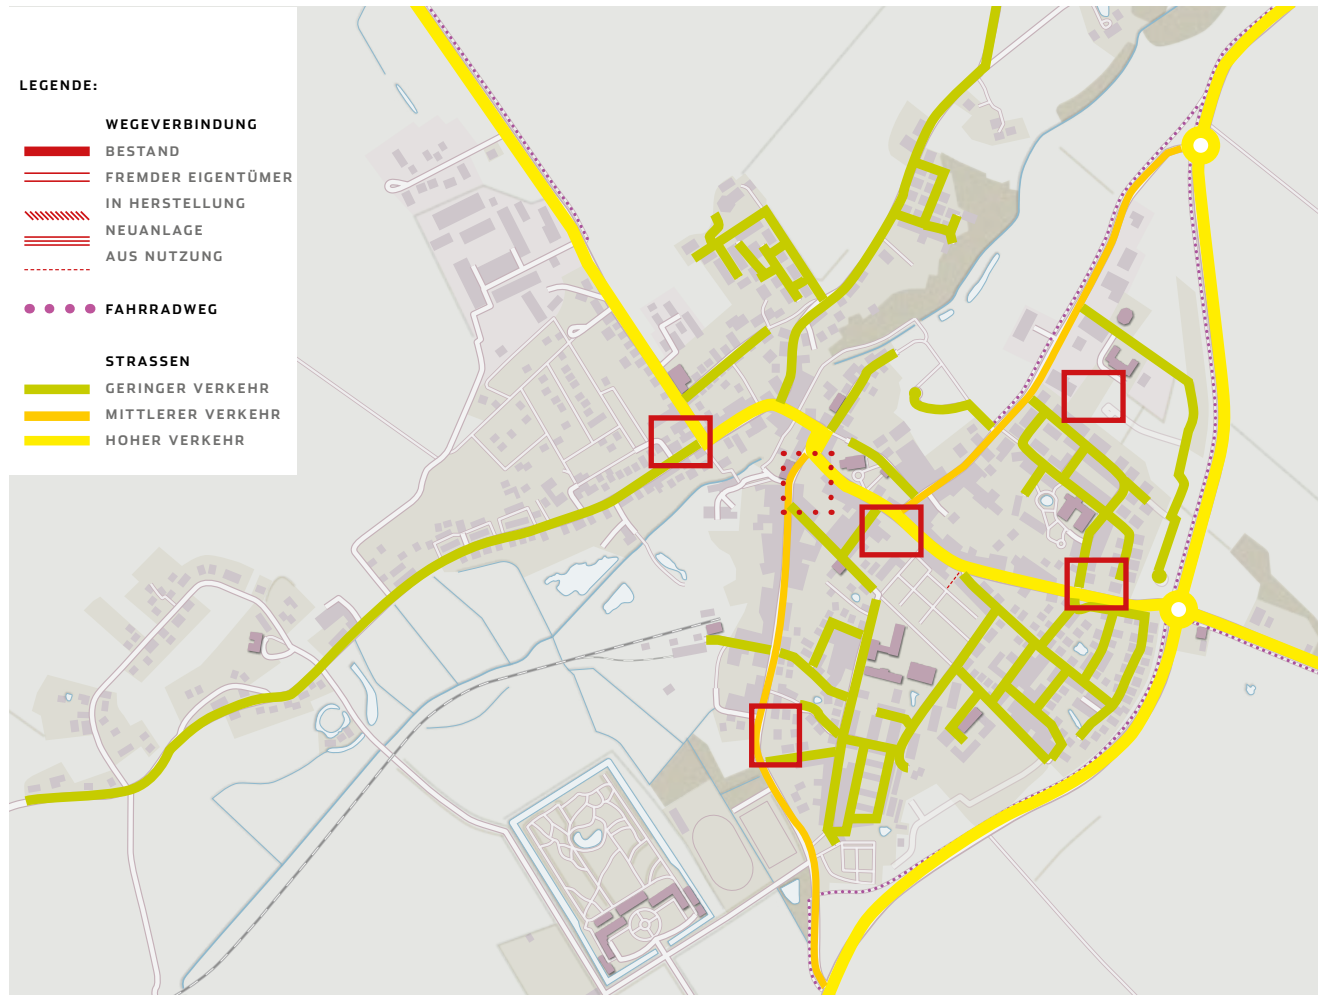 LEGENDE:
WEGEVERBINDUNG
BESTAND
FREMDER EIGENTÜMER
IN HERSTELLUNG
NEUANLAGE
AUS NUTZUNG
FAHRRADWEG
STRASSEN
GERINGER VERKEHR
MITTLERER VERKEHR
HOHER VERKEHR